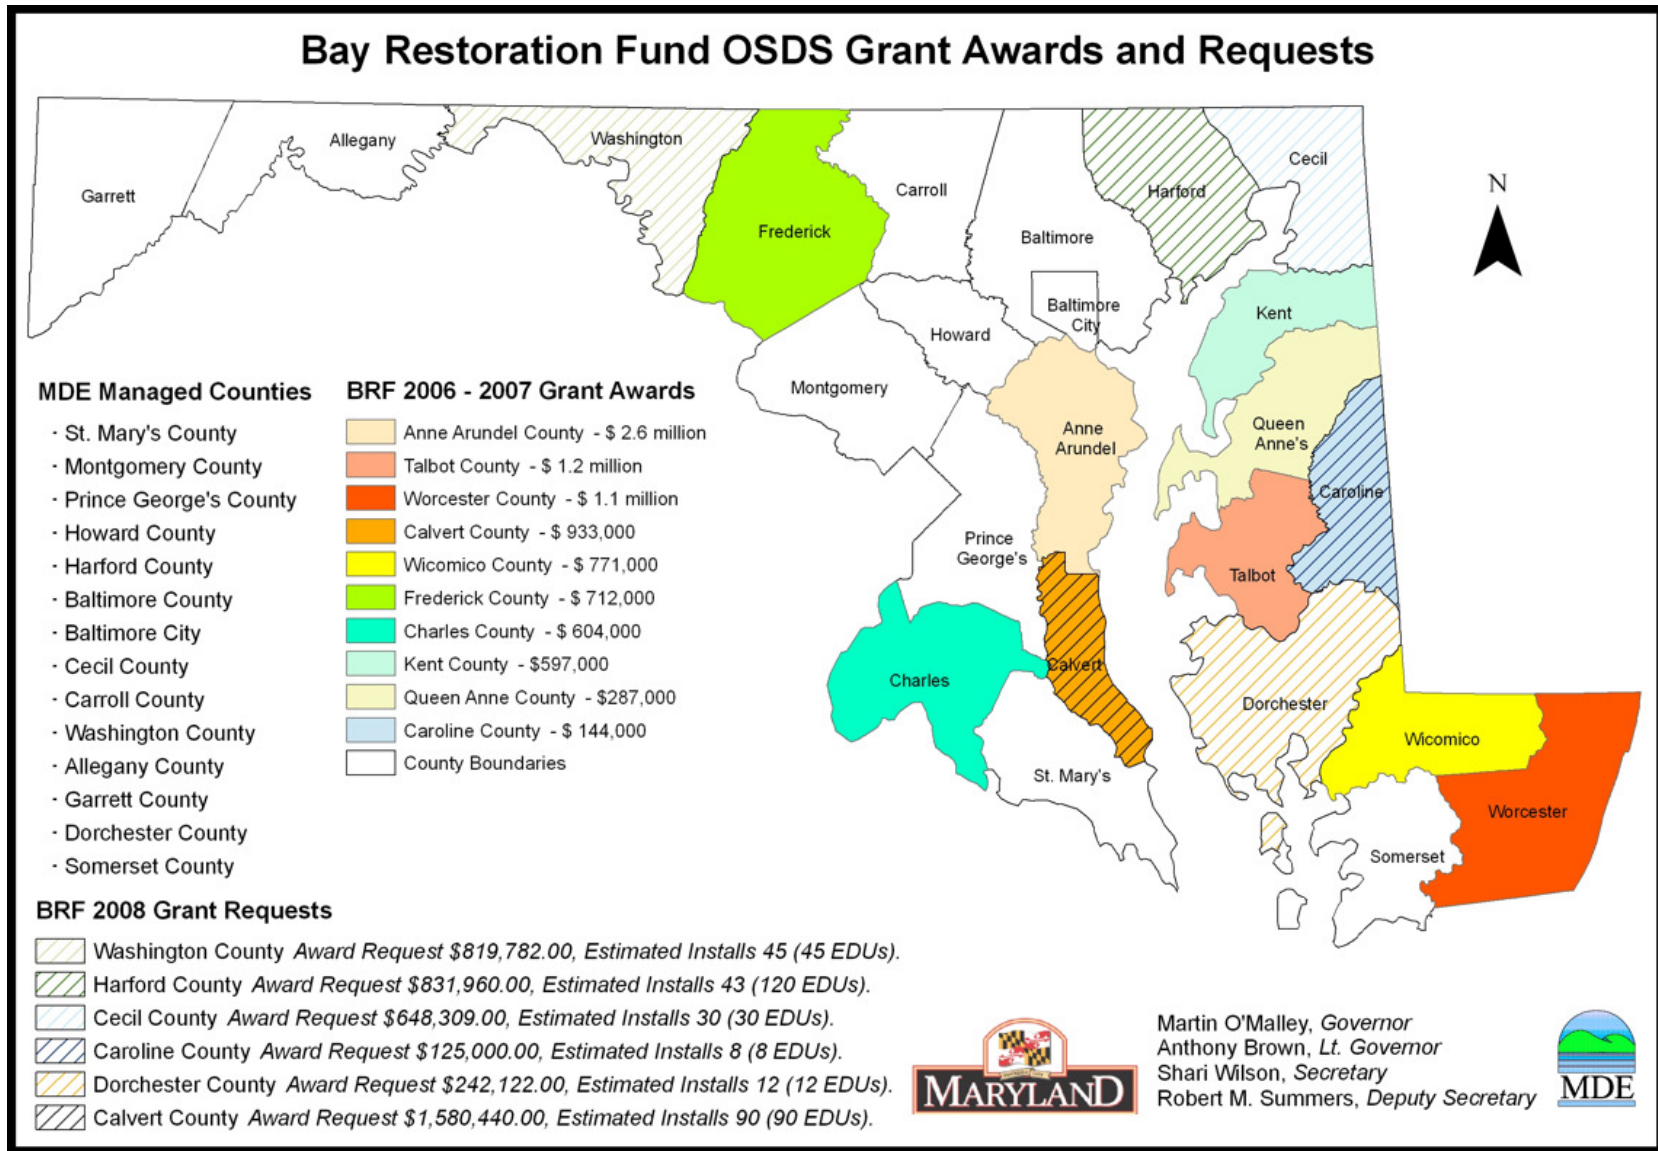 Bay Restoration Fund OSDS Grant Awards and Requests
Garrett
Allegany
Washington
Frederick
Carroll
Baltimore
Baltimore
City
Harford
Cecil
N
Howard
Montgomery
Kent
Queen
Anne's
Anne
Arundel
Caroline
Prince
George's
Talbot
Charles
Calvert
Dorchester
St. Mary's
Wicomico
Worcester
Somerset
MDE Managed Counties
· St. Mary's County
· Montgomery County
· Prince George's County
· Howard County
· Harford County
· Baltimore County
· Baltimore City
· Cecil County
· Carroll County
· Washington County
· Allegany County
· Garrett County
· Dorchester County
· Somerset County
BRF 2006 - 2007 Grant Awards
Anne Arundel County - $ 2.6 million
Talbot County - $ 1.2 million
Worcester County - $ 1.1 million
Calvert County - $ 933,000
Wicomico County - $ 771,000
Frederick County - $ 712,000
Charles County - $ 604,000
Kent County - $597,000
Queen Anne County - $287,000
Caroline County - $ 144,000
County Boundaries
BRF 2008 Grant Requests
Washington County Award Request $819,782.00, Estimated Installs 45 (45 EDUs).
Harford County Award Request $831,960.00, Estimated Installs 43 (120 EDUs).
Cecil County Award Request $648,309.00, Estimated Installs 30 (30 EDUs).
Caroline County Award Request $125,000.00, Estimated Installs 8 (8 EDUs).
Dorchester County Award Request $242,122.00, Estimated Installs 12 (12 EDUs).
Calvert County Award Request $1,580,440.00, Estimated Installs 90 (90 EDUs).
MARYLAND
Martin O'Malley, Governor
Anthony Brown, Lt. Governor
Shari Wilson, Secretary
Robert M. Summers, Deputy Secretary
MDE